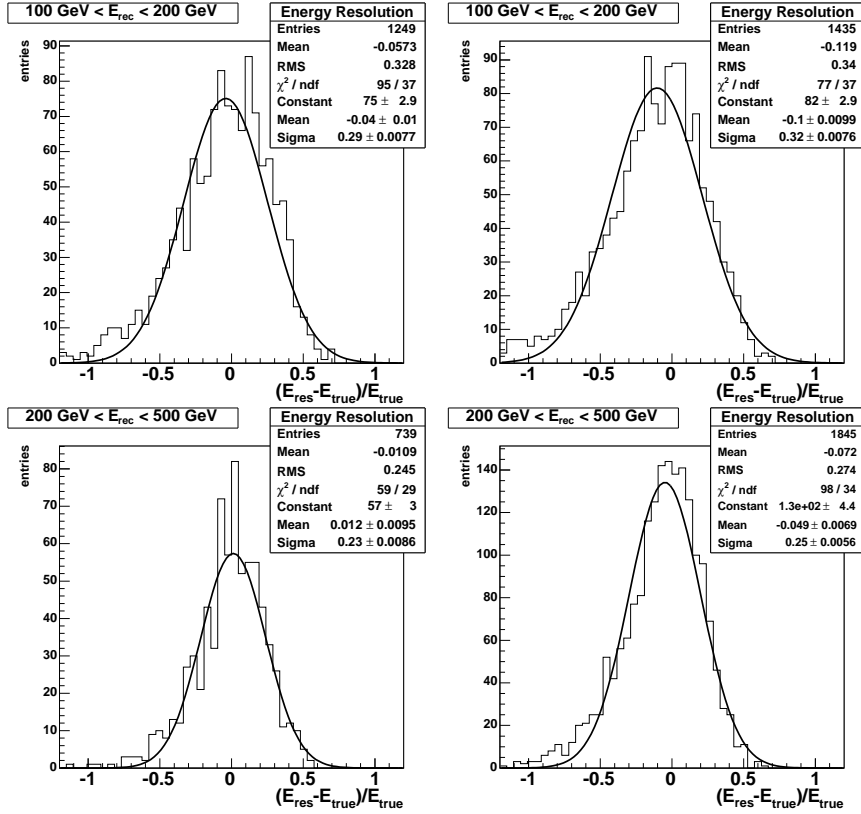 100 GeV < E_rec < 200 GeV
Energy Resolution
Entries 1249
Mean -0.0573
RMS 0.328
χ² / ndf 95 / 37
Constant 75 ± 2.9
Mean -0.04 ± 0.01
Sigma 0.29 ± 0.0077
entries
90
80
70
60
50
40
30
20
10
0
-1 -0.5 0 0.5 1
(E_res-E_true)/E_true
100 GeV < E_rec < 200 GeV
Energy Resolution
Entries 1435
Mean -0.119
RMS 0.34
χ² / ndf 77 / 37
Constant 82 ± 2.9
Mean -0.1 ± 0.0099
Sigma 0.32 ± 0.0076
entries
90
80
70
60
50
40
30
20
10
0
-1 -0.5 0 0.5 1
(E_res-E_true)/E_true
200 GeV < E_rec < 500 GeV
Energy Resolution
Entries 739
Mean -0.0109
RMS 0.245
χ² / ndf 59 / 29
Constant 57 ± 3
Mean 0.012 ± 0.0095
Sigma 0.23 ± 0.0086
entries
80
70
60
50
40
30
20
10
0
-1 -0.5 0 0.5 1
(E_res-E_true)/E_true
200 GeV < E_rec < 500 GeV
Energy Resolution
Entries 1845
Mean -0.072
RMS 0.274
χ² / ndf 98 / 34
Constant 1.3e+02 ± 4.4
Mean -0.049 ± 0.0069
Sigma 0.25 ± 0.0056
entries
140
120
100
80
60
40
20
0
-1 -0.5 0 0.5 1
(E_res-E_true)/E_true